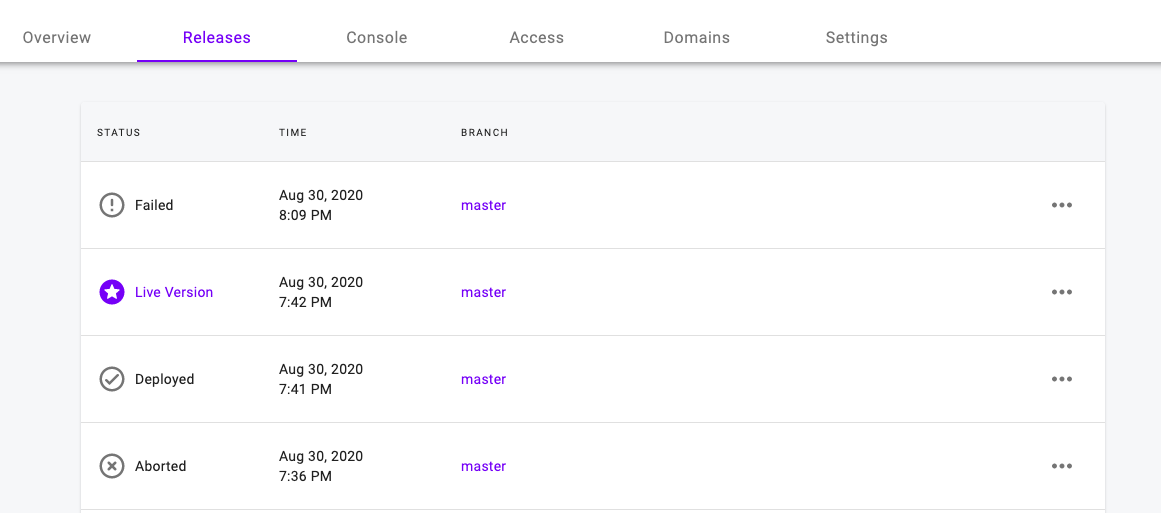 Overview Releases Console Access Domains Settings
STATUS TIME BRANCH
Failed Aug 30, 2020 master
8:09 PM
Live Version Aug 30, 2020 master
7:42 PM
Deployed Aug 30, 2020 master
7:41 PM
Aborted Aug 30, 2020 master
7:36 PM